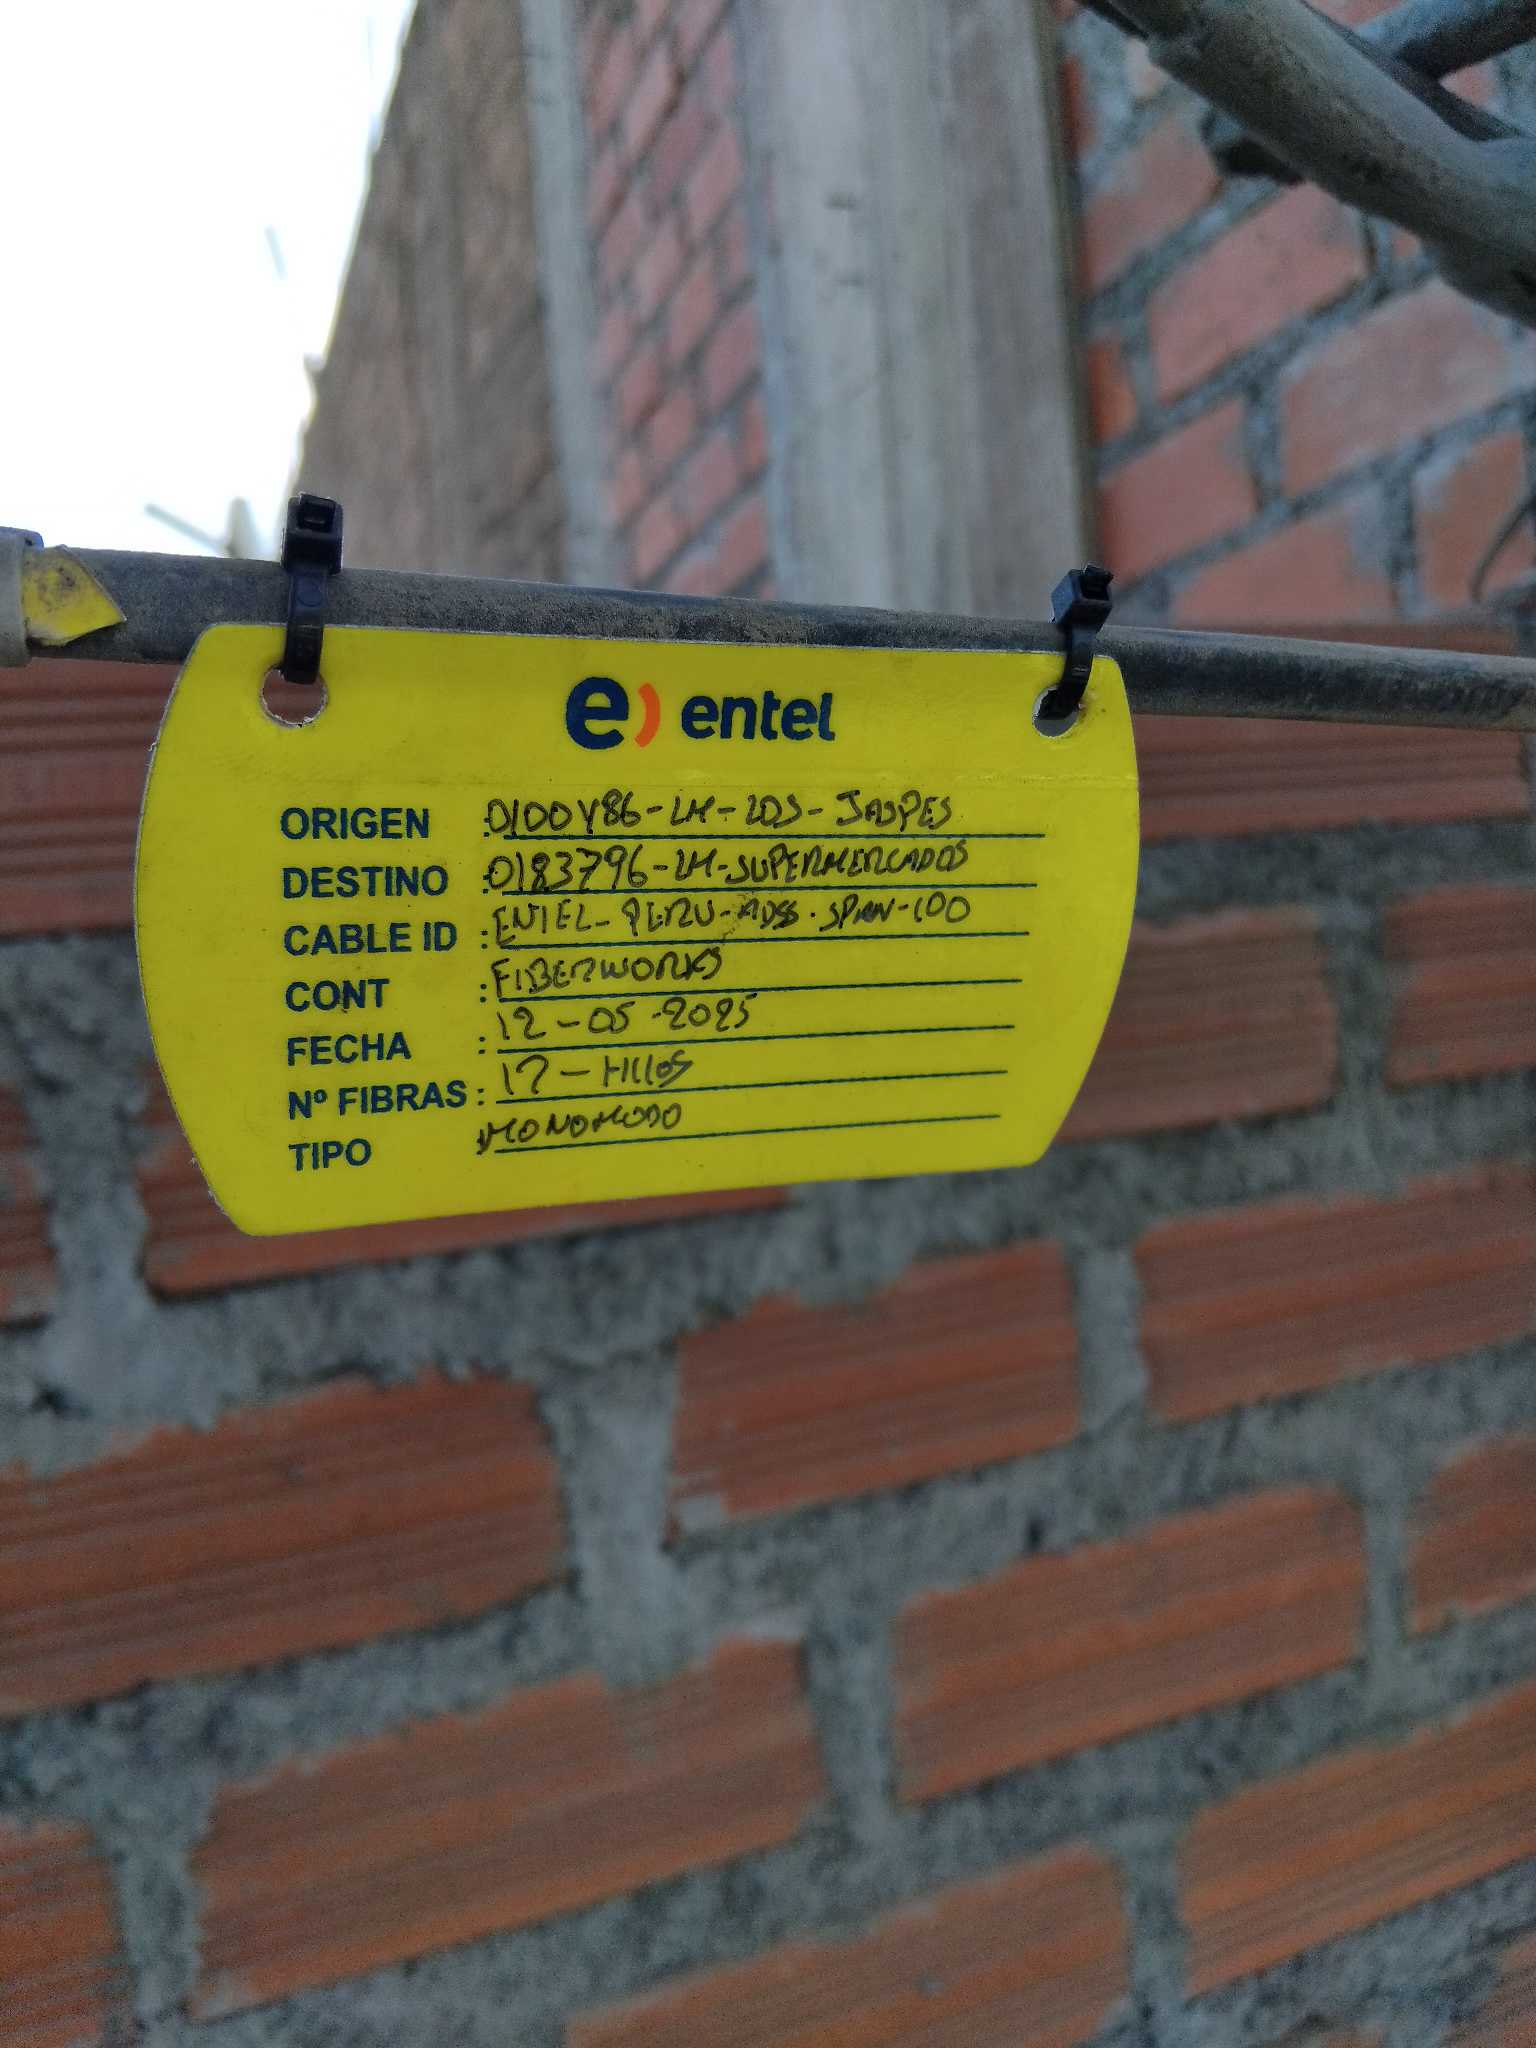 e) entel
ORIGEN : 0100486-LM-LOS-JASPES
DESTINO : 0183796-LM-SUPERMERCADOS
CABLE ID : ENTEL-PERU-ADSS.SPAN-100
CONT : FIBERWORKS
FECHA : 12-05-2025
Nº FIBRAS : 12-HILOS
TIPO MONOMODO